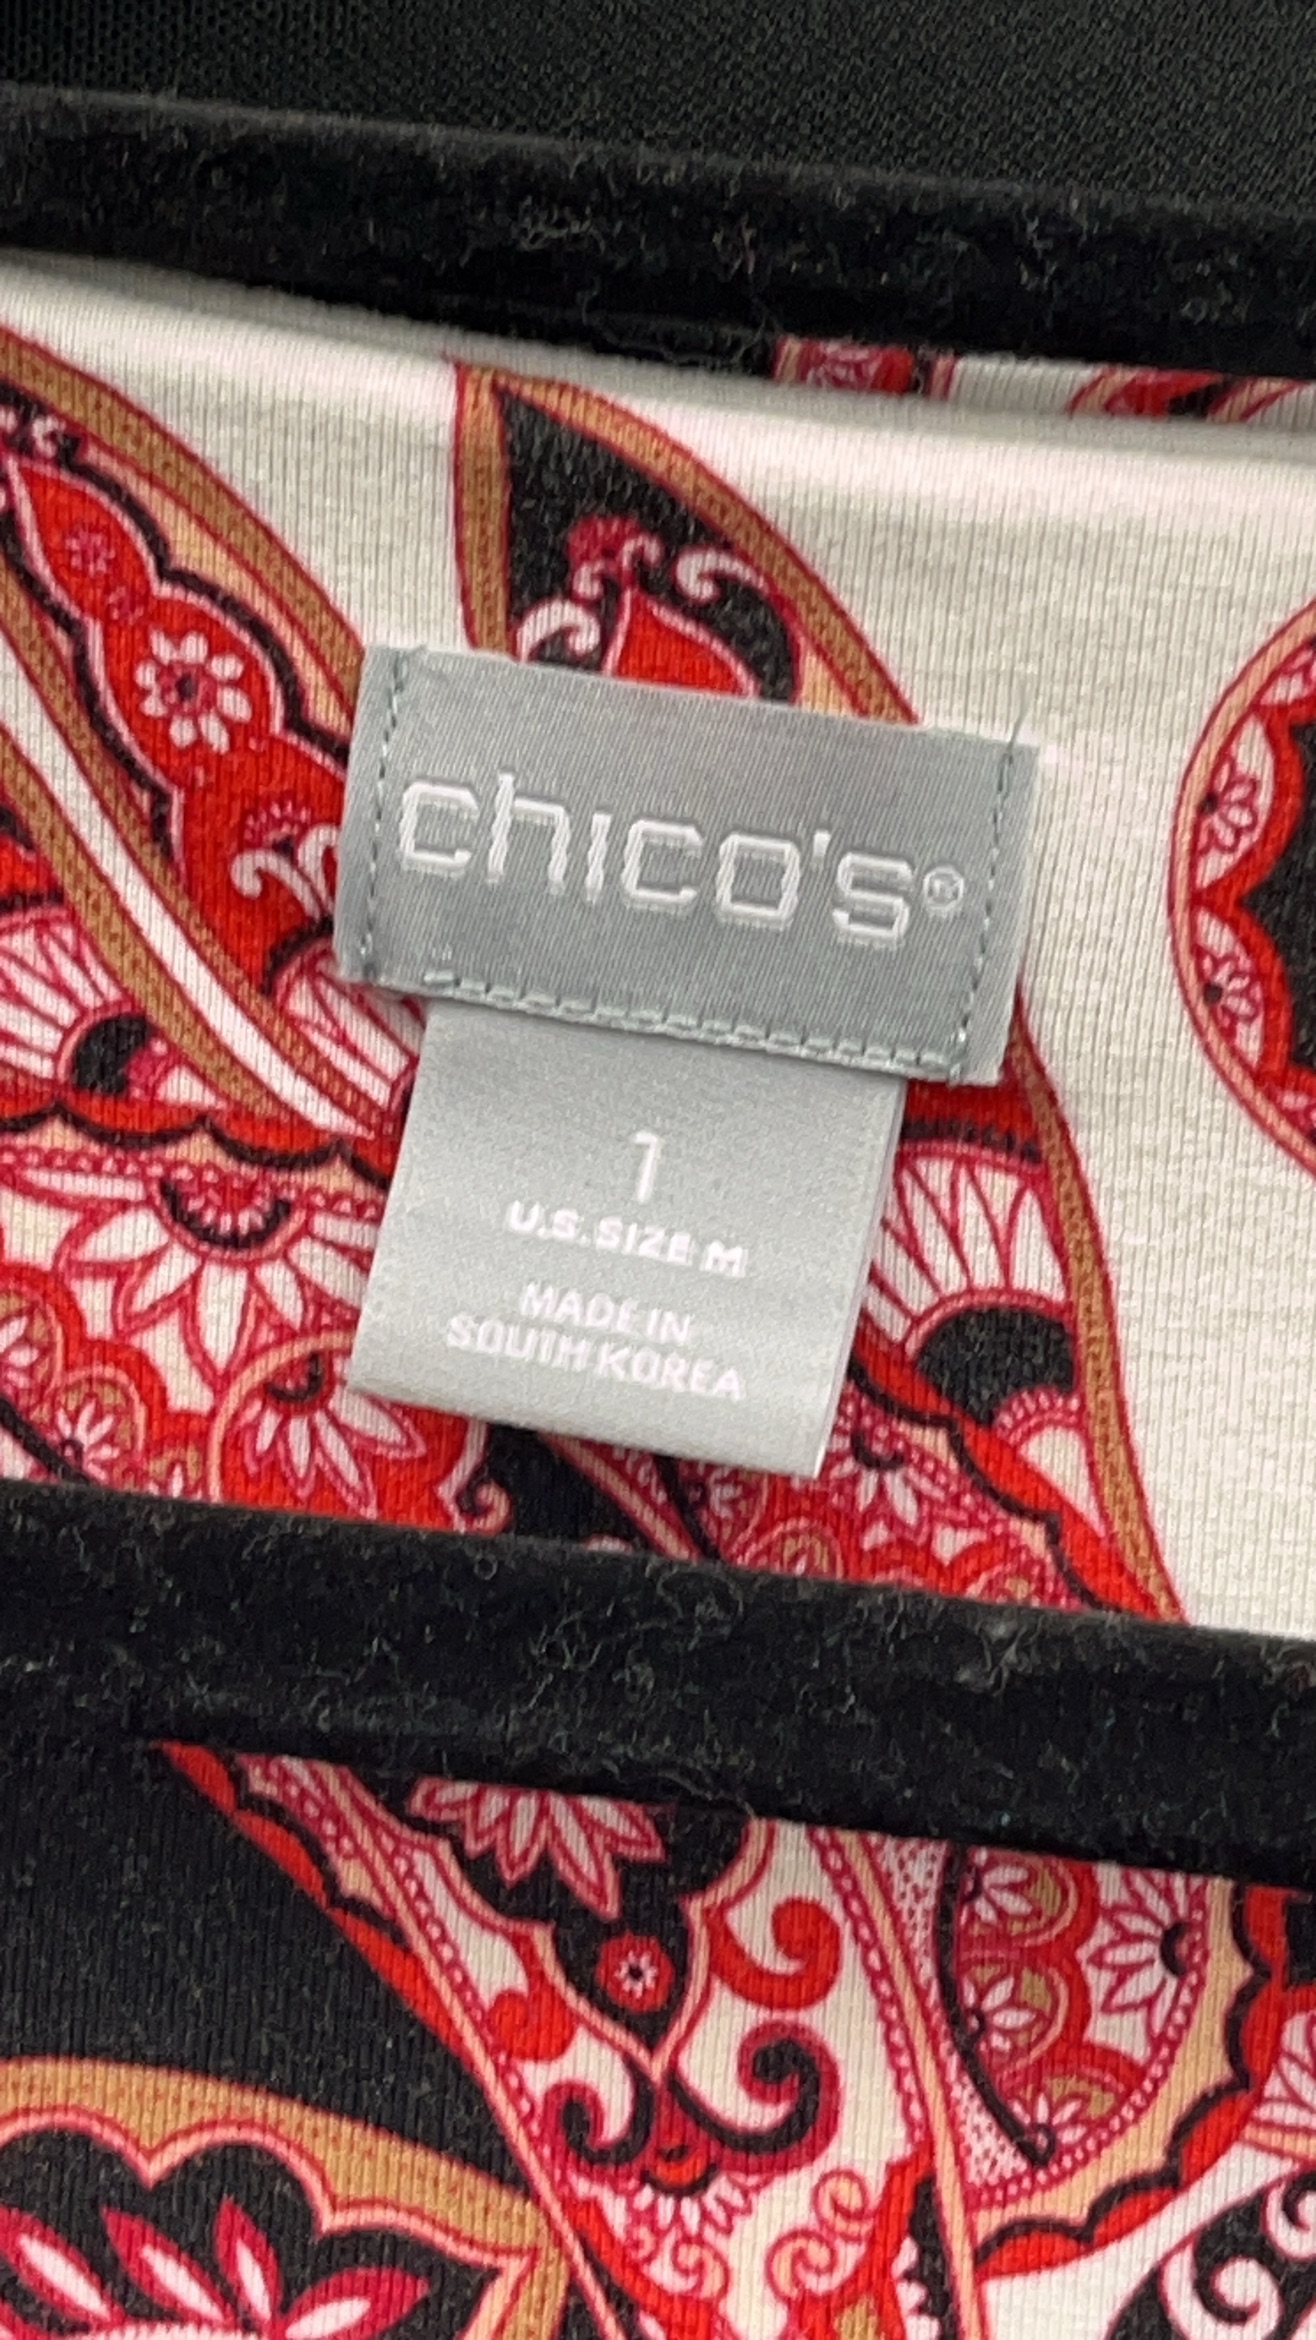 chico's®
1
U.S. SIZE M
MADE IN
SOUTH KOREA